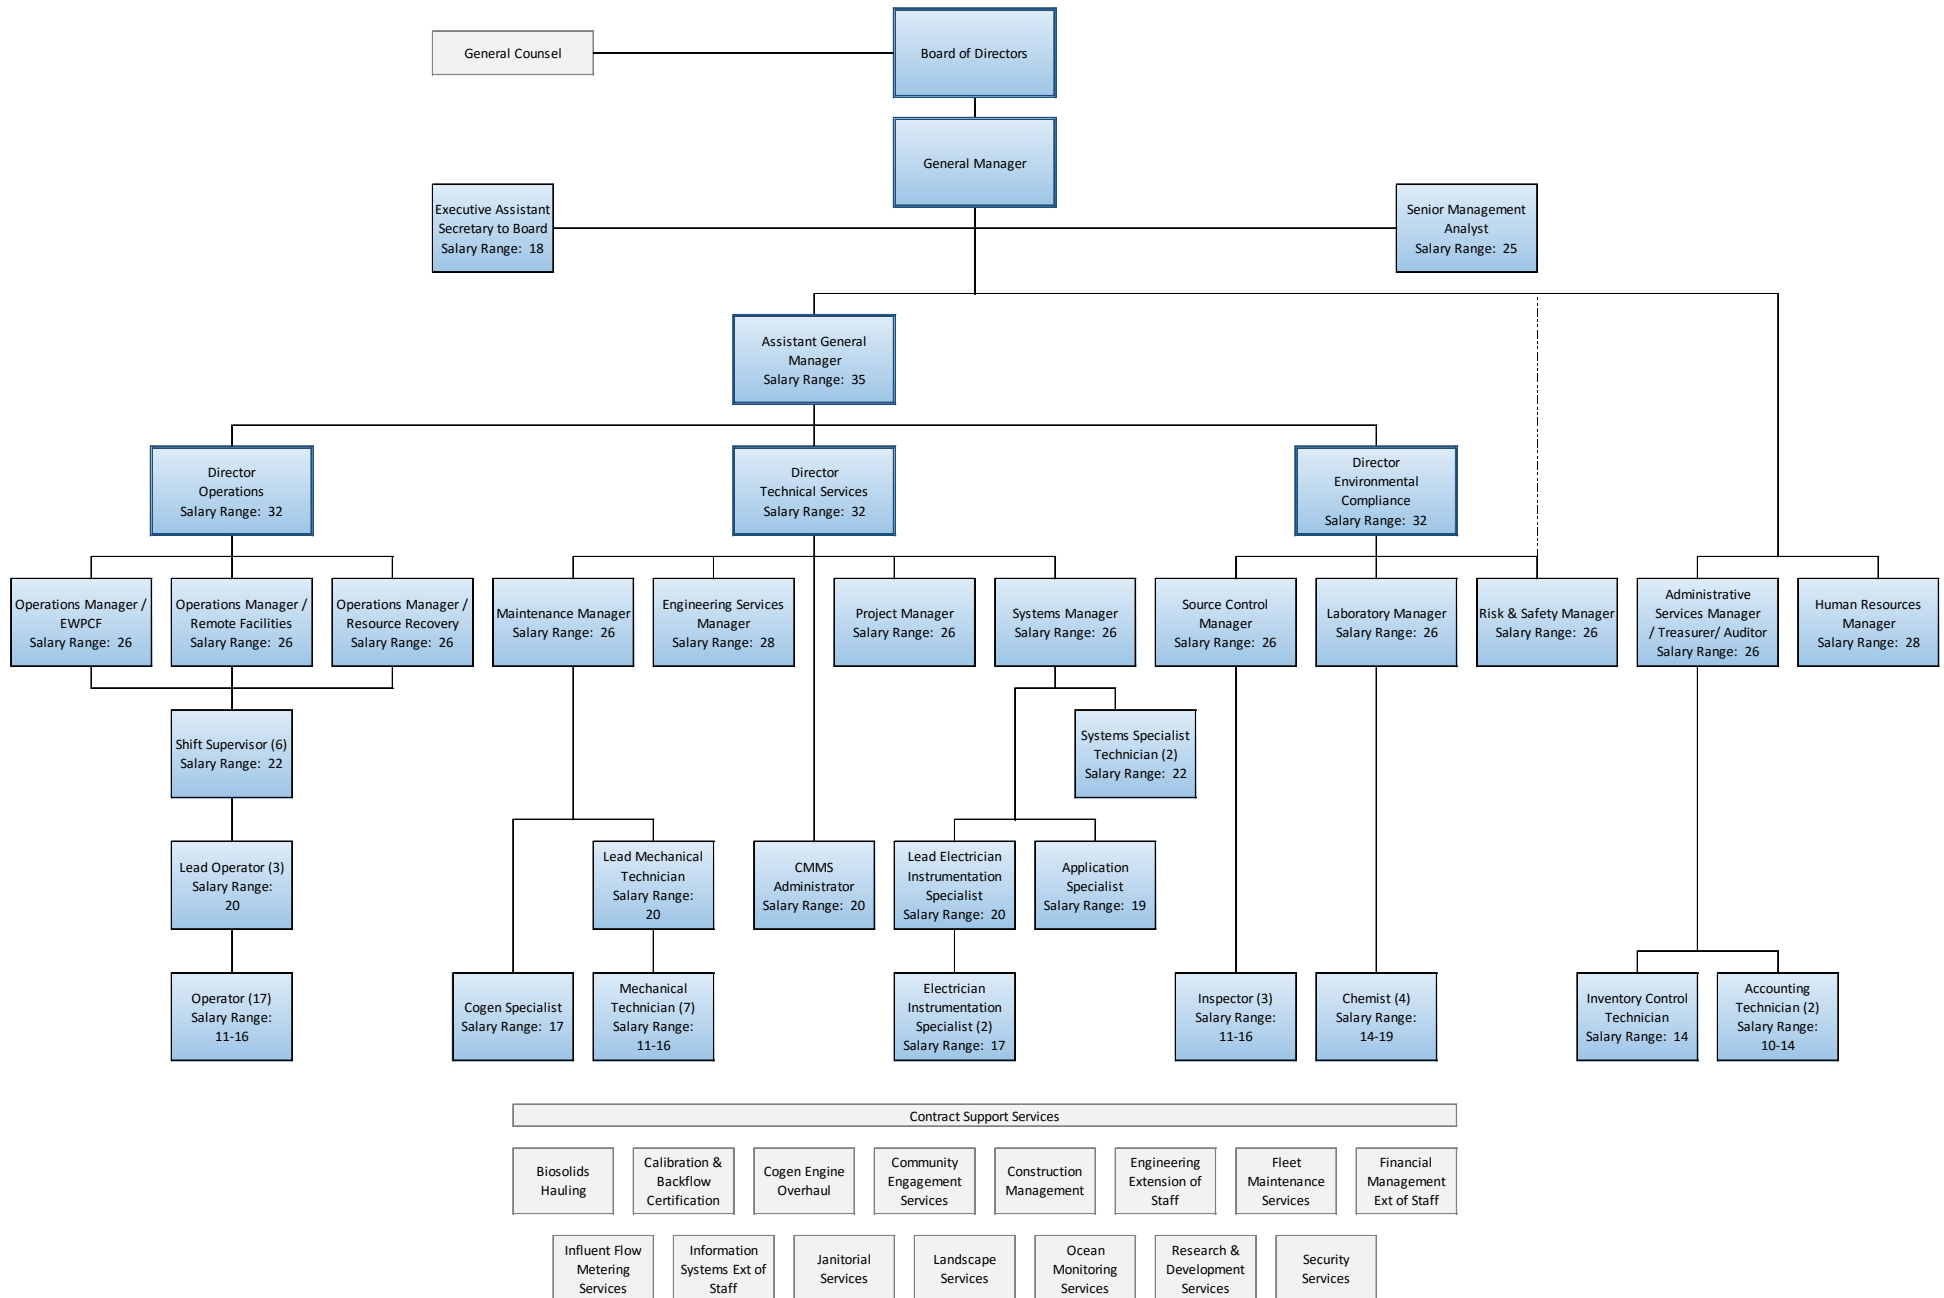 General Counsel
Board of Directors
General Manager
Executive Assistant
Secretary to Board
Salary Range:  18
Senior Management
Analyst
Salary Range:  25
Assistant General
Manager
Salary Range:  35
Director
Operations
Salary Range:  32
Director
Technical Services
Salary Range:  32
Director
Environmental
Compliance
Salary Range:  32
Operations Manager /
EWPCF
Salary Range:  26
Operations Manager /
Remote Facilities
Salary Range:  26
Operations Manager /
Resource Recovery
Salary Range:  26
Maintenance Manager
Salary Range:  26
Engineering Services
Manager
Salary Range:  28
Project Manager
Salary Range:  26
Systems Manager
Salary Range:  26
Source Control
Manager
Salary Range:  26
Laboratory Manager
Salary Range:  26
Risk & Safety Manager
Salary Range:  26
Administrative
Services Manager
/ Treasurer/ Auditor
Salary Range:  26
Human Resources
Manager
Salary Range:  28
Shift Supervisor (6)
Salary Range:  22
Systems Specialist
Technician (2)
Salary Range:  22
Lead Operator (3)
Salary Range:
20
Lead Mechanical
Technician
Salary Range:
20
CMMS
Administrator
Salary Range:  20
Lead Electrician
Instrumentation
Specialist
Salary Range:  20
Application
Specialist
Salary Range:  19
Operator (17)
Salary Range:
11-16
Cogen Specialist
Salary Range:  17
Mechanical
Technician (7)
Salary Range:
11-16
Electrician
Instrumentation
Specialist (2)
Salary Range:  17
Inspector (3)
Salary Range:
11-16
Chemist (4)
Salary Range:
14-19
Inventory Control
Technician
Salary Range:  14
Accounting
Technician (2)
Salary Range:
10-14
Contract Support Services
Biosolids
Hauling
Calibration &
Backflow
Certification
Cogen Engine
Overhaul
Community
Engagement
Services
Construction
Management
Engineering
Extension of
Staff
Fleet
Maintenance
Services
Financial
Management
Ext of Staff
Influent Flow
Metering
Services
Information
Systems Ext of
Staff
Janitorial
Services
Landscape
Services
Ocean
Monitoring
Services
Research &
Development
Services
Security
Services